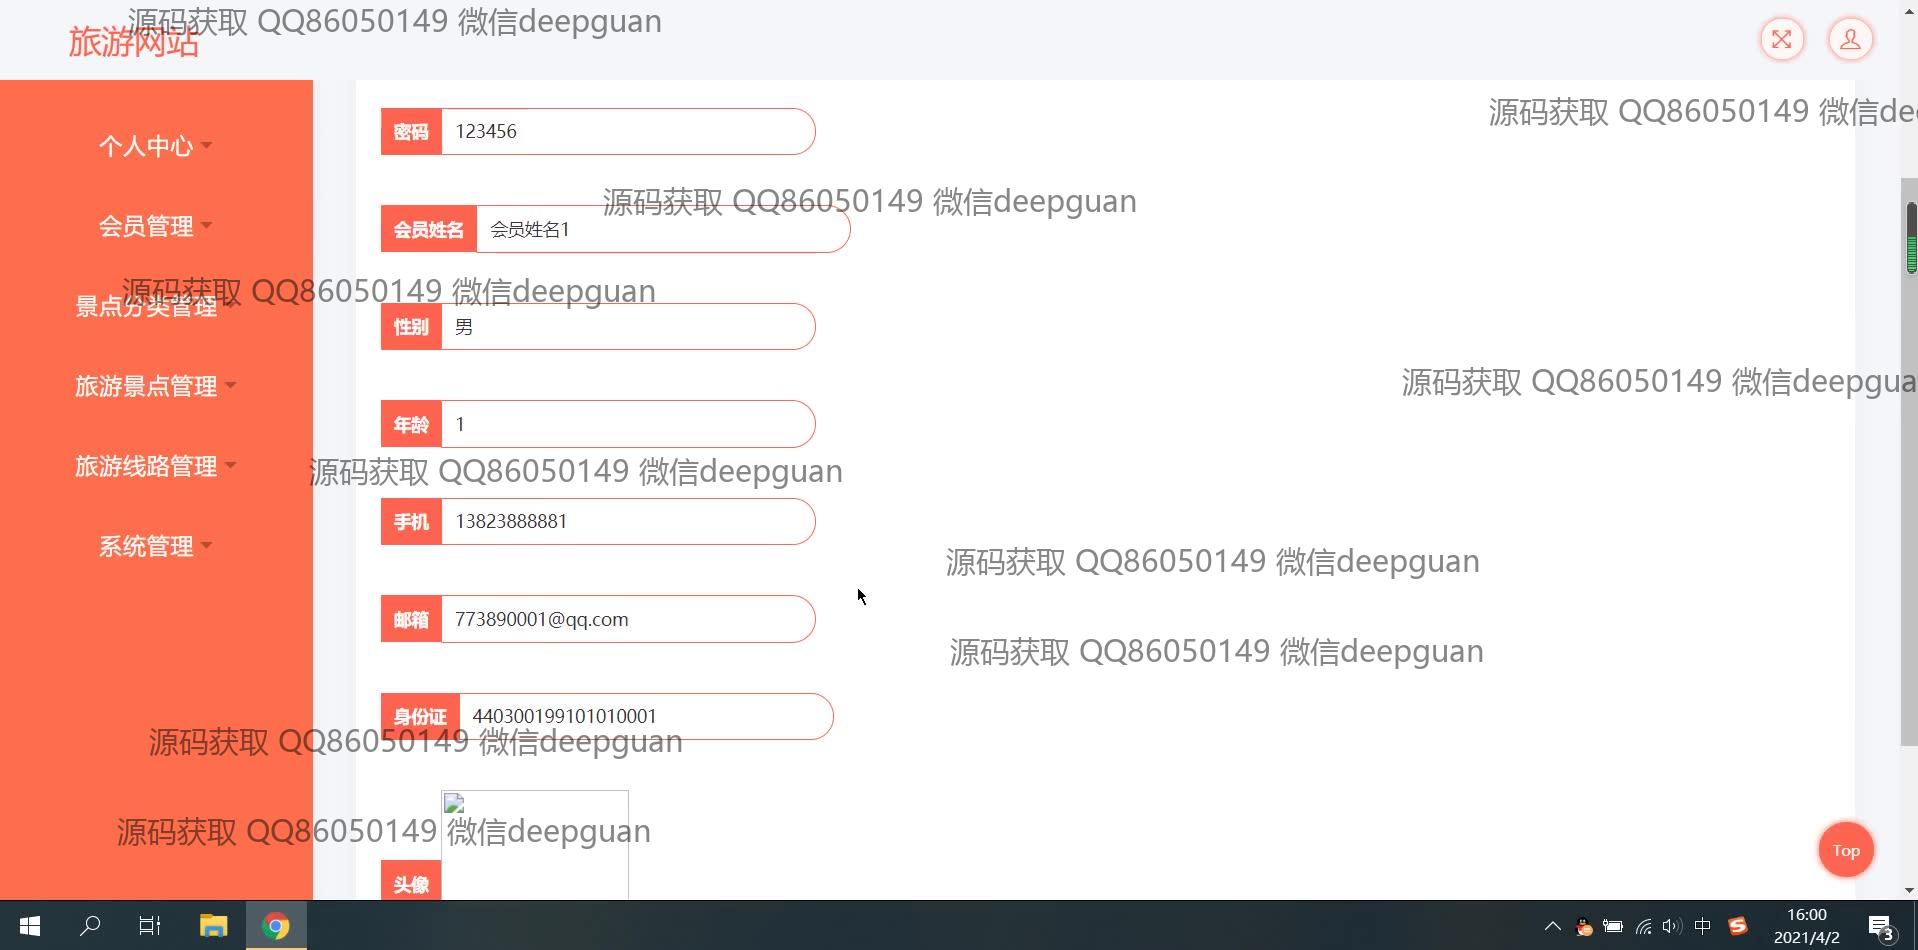 源码获取 QQ86050149 微信deepguan
旅游网站
个人中心
会员管理
景点分类管理
旅游景点管理
旅游线路管理
系统管理
密码 123456
源码获取 QQ86050149 微信de
源码获取 QQ86050149 微信deepguan
会员姓名 会员姓名1
源码获取 QQ86050149 微信deepguan
性别 男
源码获取 QQ86050149 微信deepgua
年龄 1
源码获取 QQ86050149 微信deepguan
手机 13823888881
源码获取 QQ86050149 微信deepguan
邮箱 773890001@qq.com
源码获取 QQ86050149 微信deepguan
身份证 440300199101010001
源码获取 QQ86050149 微信deepguan
源码获取 QQ86050149 微信deepguan
头像
Top
中
16:00
2021/4/2
3